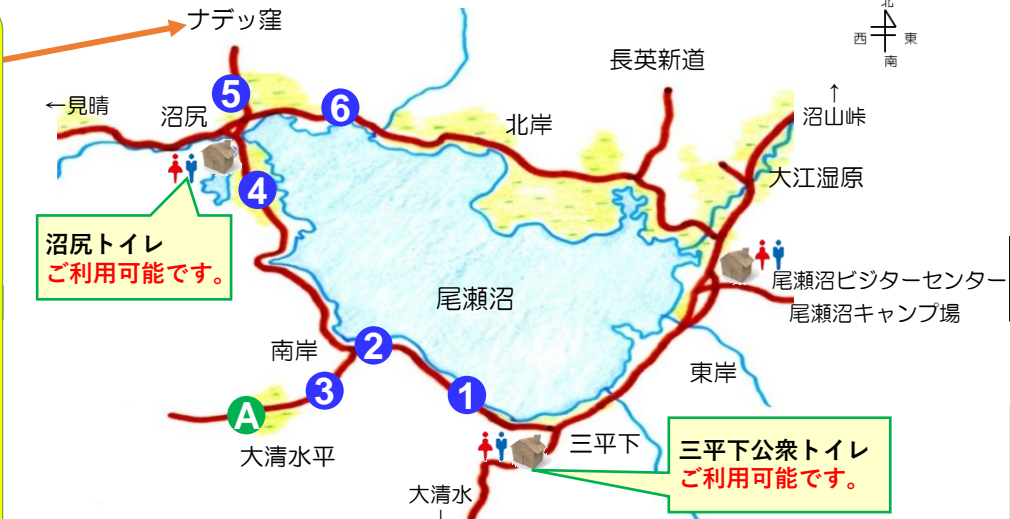 ナデッ窪
北
西 東
南
長英新道
←見晴
沼尻
5
6
北岸
↑
沼山峠
大江湿原
4
沼尻トイレ
ご利用可能です。
尾瀬沼ビジターセンター
尾瀬沼キャンプ場
尾瀬沼
南岸
2
東岸
3
1
A
大清水平
三平下
三平下公衆トイレ
ご利用可能です。
大清水